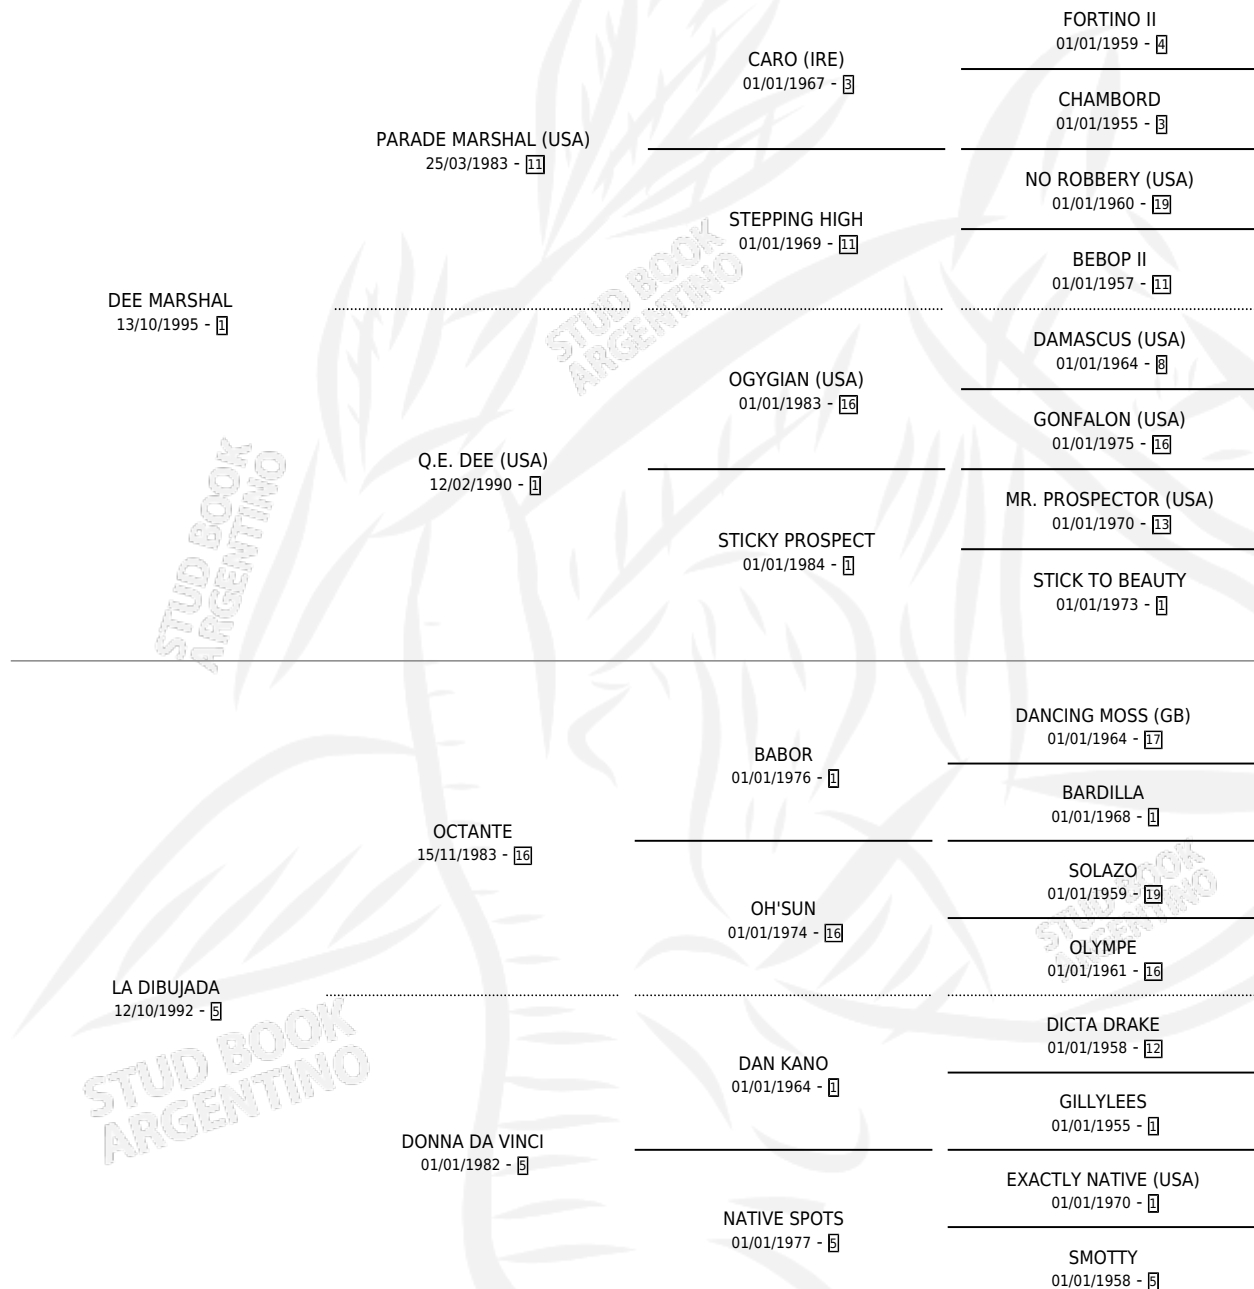 FORTINO II
01/01/1959 - 4
CARO (IRE)
01/01/1967 - 3
CHAMBORD
01/01/1955 - 3
PARADE MARSHAL (USA)
25/03/1983 - 11
NO ROBBERY (USA)
01/01/1960 - 19
STEPPING HIGH
01/01/1969 - 11
BEBOP II
01/01/1957 - 11
DEE MARSHAL
13/10/1995 - 1
STUD BOOK
ARGENTINO
DAMASCUS (USA)
01/01/1964 - 8
OGYGIAN (USA)
01/01/1983 - 16
GONFALON (USA)
01/01/1975 - 16
Q.E. DEE (USA)
12/02/1990 - 1
MR. PROSPECTOR (USA)
01/01/1970 - 13
STICKY PROSPECT
01/01/1984 - 1
STICK TO BEAUTY
01/01/1973 - 1
STUD BOOK
ARGENTINO
DANCING MOSS (GB)
01/01/1964 - 17
BABOR
01/01/1976 - 1
BARDILLA
01/01/1968 - 1
OCTANTE
15/11/1983 - 16
SOLAZO
01/01/1959 - 19
OH'SUN
01/01/1974 - 16
OLYMPE
01/01/1961 - 16
STUD BOOK
ARGENTINO
LA DIBUJADA
12/10/1992 - 5
STUD BOOK
ARGENTINO
DICTA DRAKE
01/01/1958 - 12
DAN KANO
01/01/1964 - 1
GILLYLEES
01/01/1955 - 1
DONNA DA VINCI
01/01/1982 - 5
EXACTLY NATIVE (USA)
01/01/1970 - 1
NATIVE SPOTS
01/01/1977 - 5
SMOTTY
01/01/1958 - 5